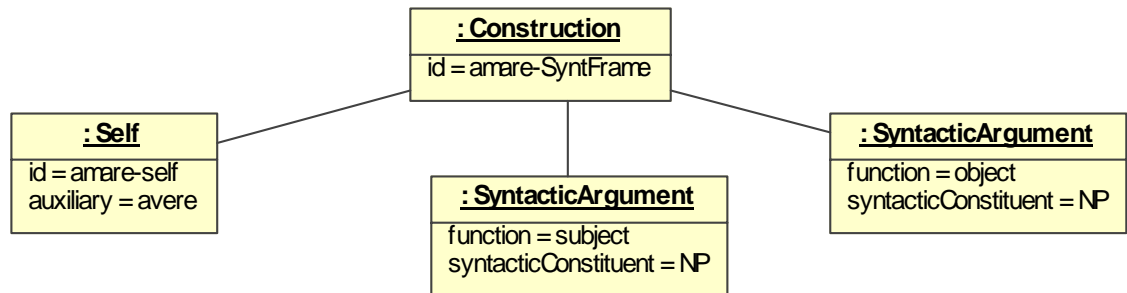 : Construction
id = amare-SyntFrame
: Self
id = amare-self
auxiliary = avere
: SyntacticArgument
function = subject
syntacticConstituent = NP
: SyntacticArgument
function = object
syntacticConstituent = NP